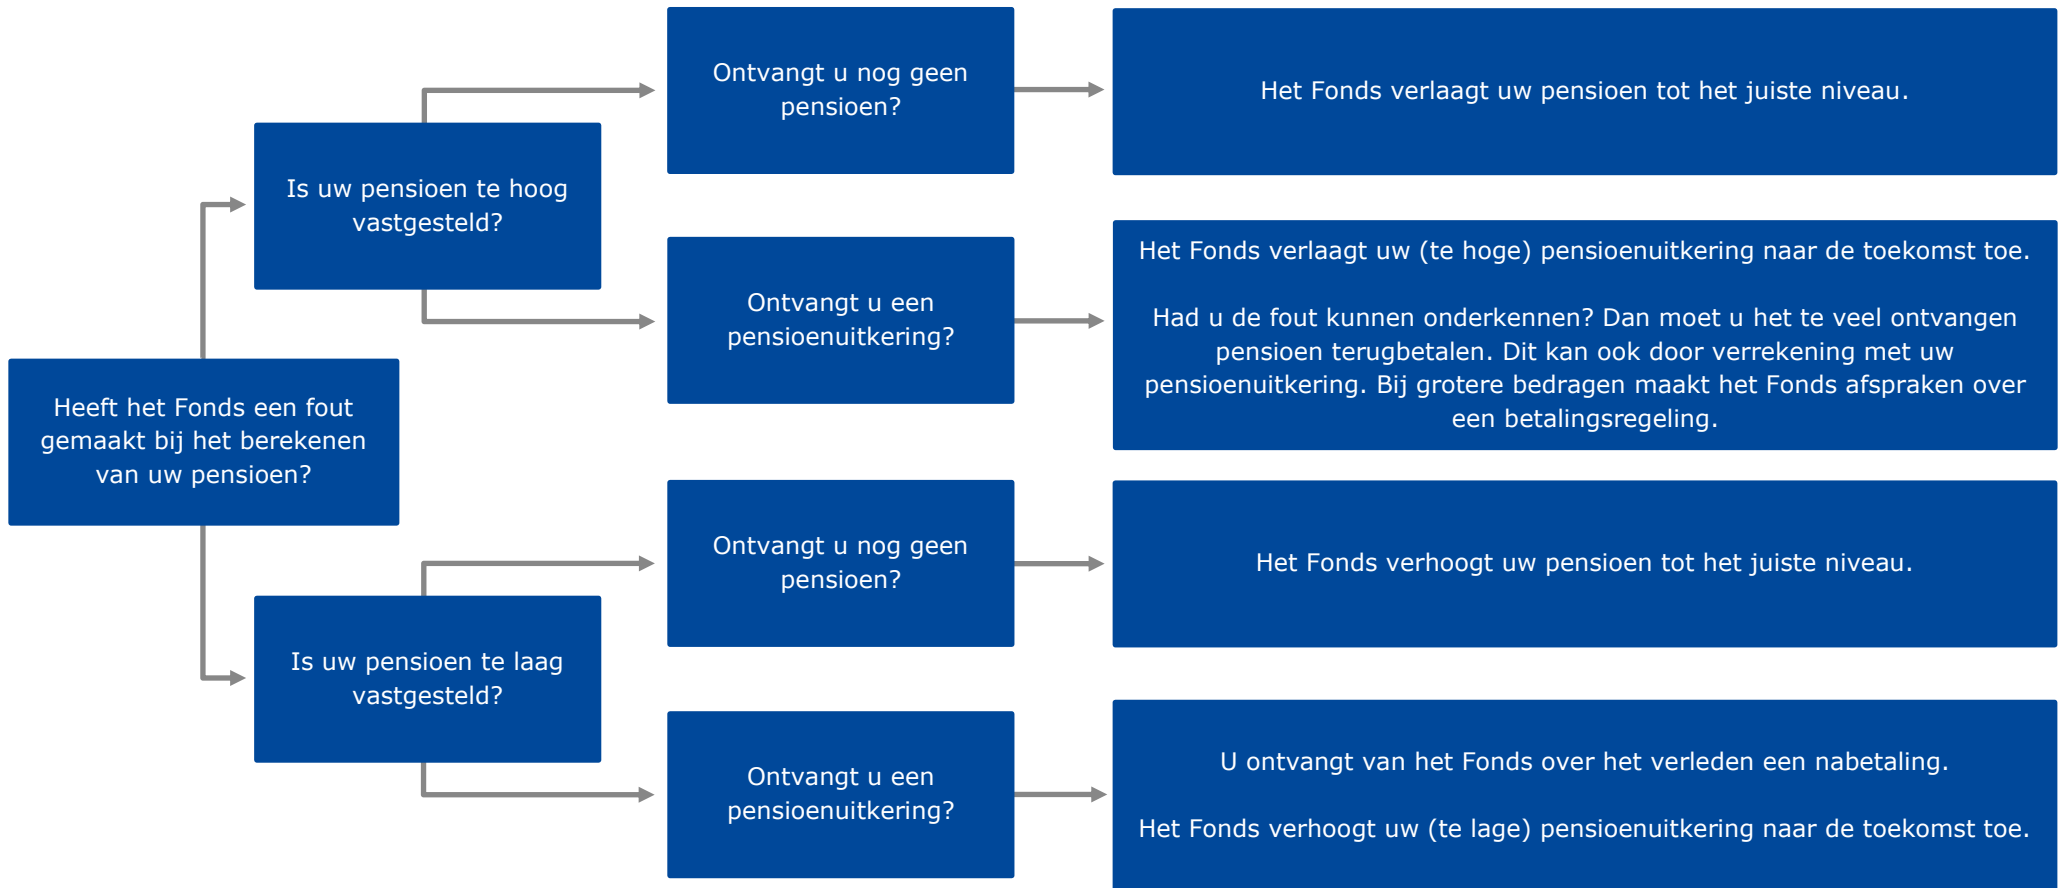 Ontvangt u nog geen
pensioen?
Het Fonds verlaagt uw pensioen tot het juiste niveau.
Is uw pensioen te hoog
vastgesteld?
Ontvangt u een
pensioenuitkering?
Het Fonds verlaagt uw (te hoge) pensioenuitkering naar de toekomst toe.
Had u de fout kunnen onderkennen? Dan moet u het te veel ontvangen
pensioen terugbetalen. Dit kan ook door verrekening met uw
pensioenuitkering. Bij grotere bedragen maakt het Fonds afspraken over
een betalingsregeling.
Heeft het Fonds een fout
gemaakt bij het berekenen
van uw pensioen?
Ontvangt u nog geen
pensioen?
Het Fonds verhoogt uw pensioen tot het juiste niveau.
Is uw pensioen te laag
vastgesteld?
Ontvangt u een
pensioenuitkering?
U ontvangt van het Fonds over het verleden een nabetaling.
Het Fonds verhoogt uw (te lage) pensioenuitkering naar de toekomst toe.